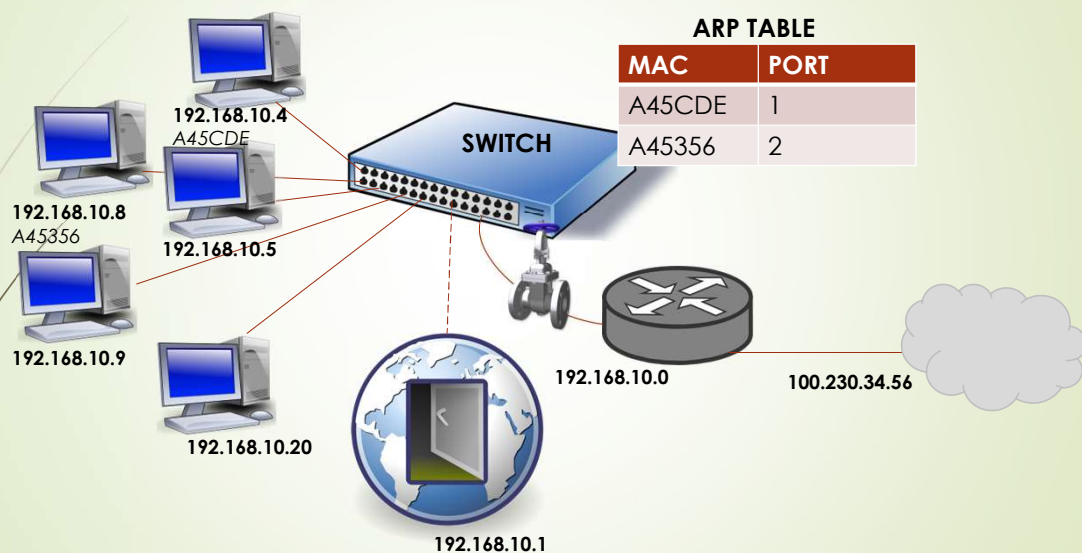 ARP TABLE
MAC PORT
A45CDE 1
A45356 2
SWITCH
192.168.10.4
A45CDE
192.168.10.8
A45356
192.168.10.5
192.168.10.9
192.168.10.20
192.168.10.0
100.230.34.56
192.168.10.1